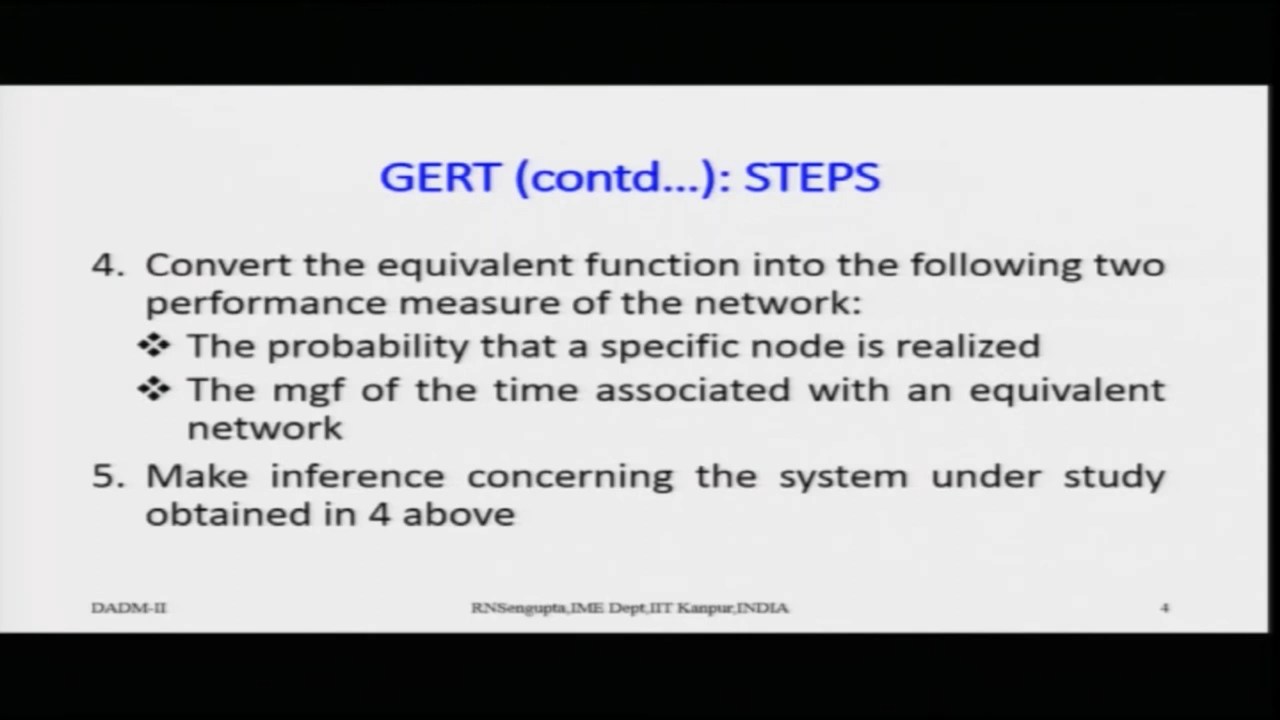 GERT (contd...): STEPS
4. Convert the equivalent function into the following two
performance measure of the network:
❖ The probability that a specific node is realized
❖ The mgf of the time associated with an equivalent
network
5. Make inference concerning the system under study
obtained in 4 above
DADM-II RNSengupta,IME Dept,IIT Kanpur,INDIA 4